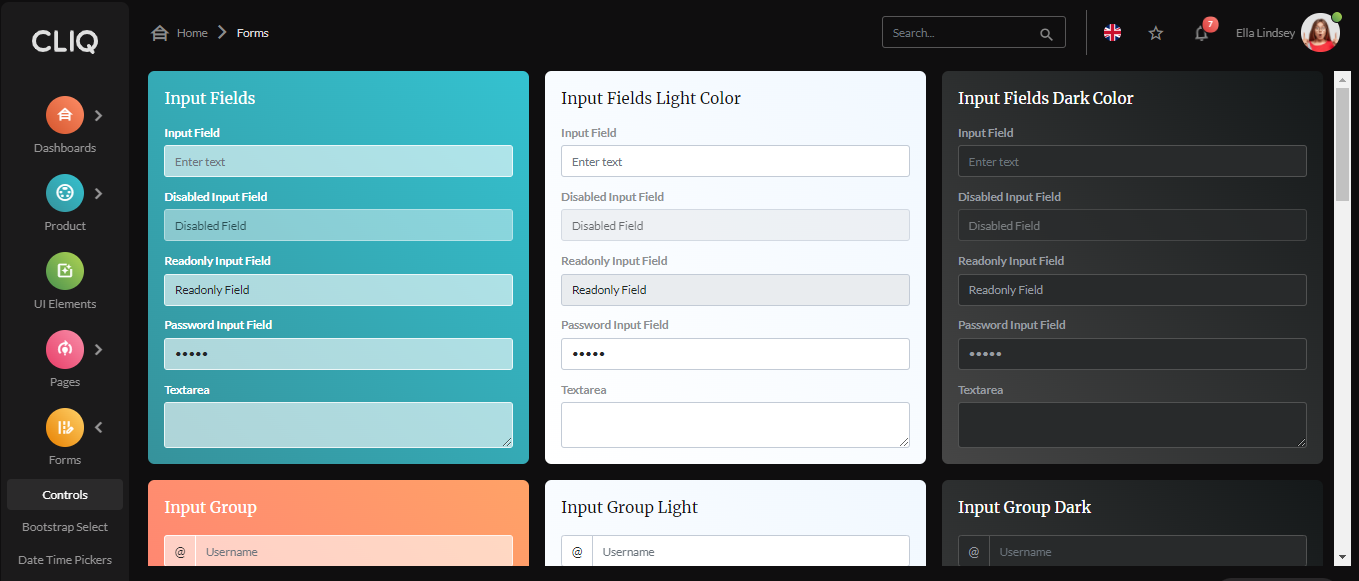 CLIQ
Home
Forms
Search...
7
Ella Lindsey
Dashboards
Product
UI Elements
Pages
Forms
Controls
Bootstrap Select
Date Time Pickers
Input Fields
Input Field
Enter text
Disabled Input Field
Disabled Field
Readonly Input Field
Readonly Field
Password Input Field
•••••
Textarea
Input Fields Light Color
Input Field
Enter text
Disabled Input Field
Disabled Field
Readonly Input Field
Readonly Field
Password Input Field
•••••
Textarea
Input Fields Dark Color
Input Field
Enter text
Disabled Input Field
Disabled Field
Readonly Input Field
Readonly Field
Password Input Field
•••••
Textarea
Input Group
@ Username
Input Group Light
@ Username
Input Group Dark
@ Username